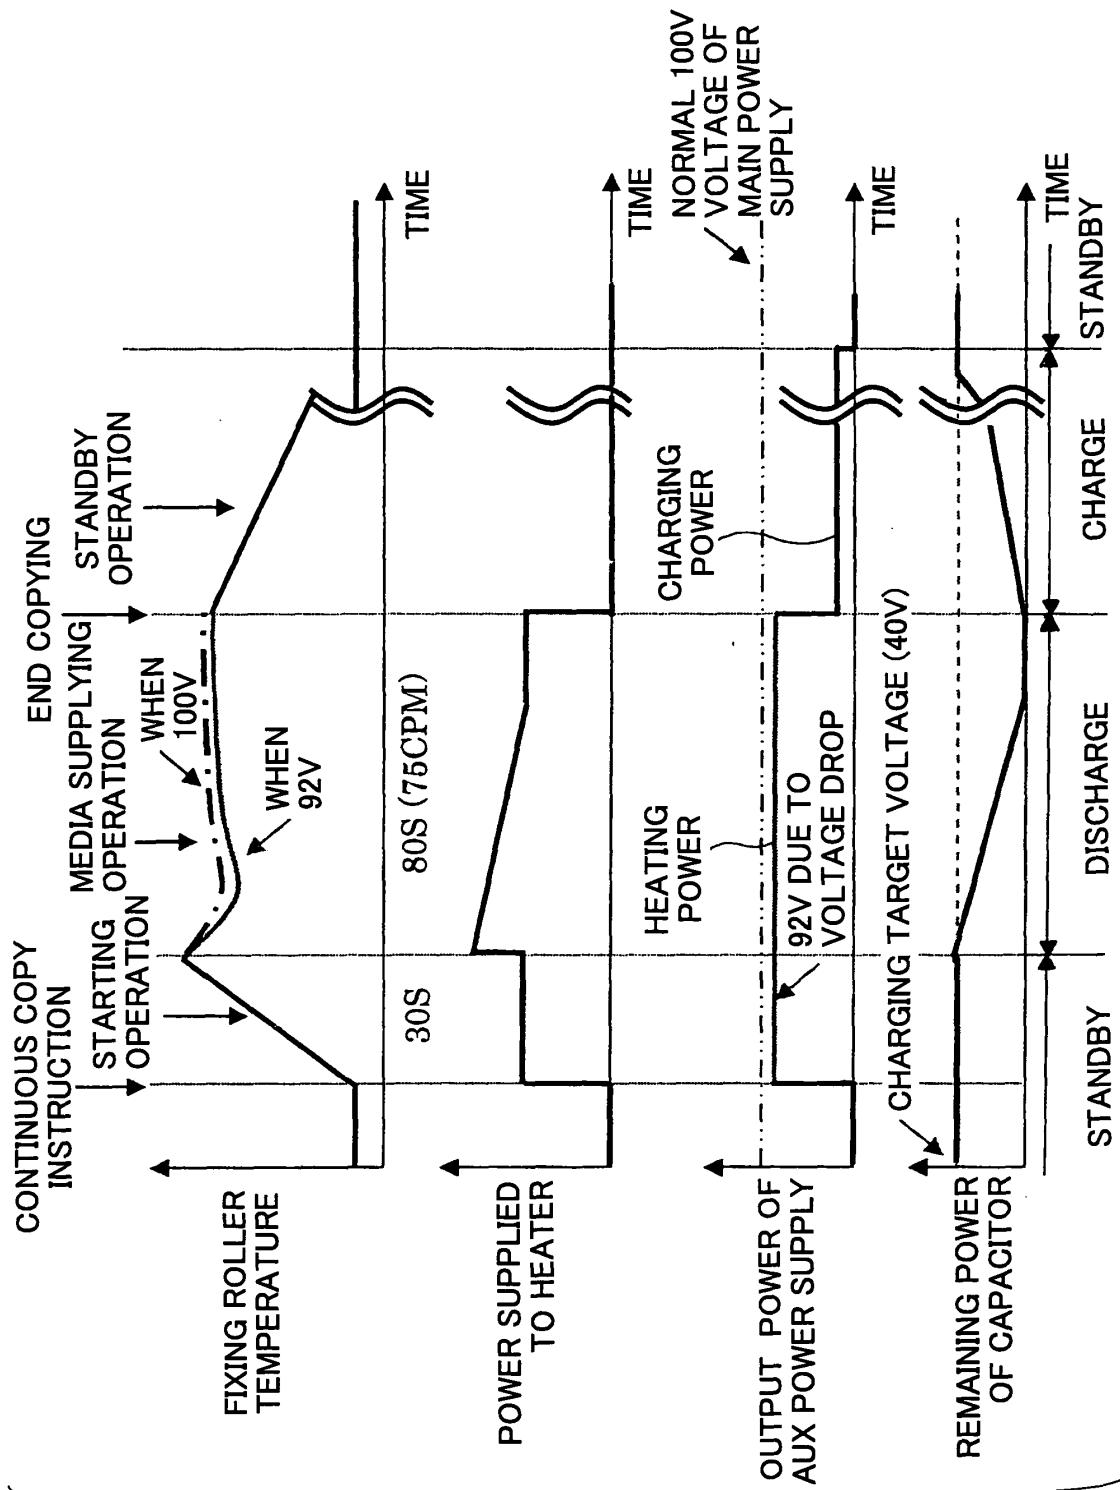 CONTINUOUS COPY
INSTRUCTION
END COPYING
STARTING
OPERATION
MEDIA SUPPLYING
OPERATION
WHEN
100V
WHEN
92V
STANDBY
OPERATION
FIXING ROLLER
TEMPERATURE
TIME
30S
80S (75CPM)
POWER SUPPLIED
TO HEATER
TIME
NORMAL 100V
VOLTAGE OF
MAIN POWER
SUPPLY
HEATING
POWER
CHARGING
POWER
OUTPUT POWER OF
AUX POWER SUPPLY
92V DUE TO
VOLTAGE DROP
TIME
CHARGING TARGET VOLTAGE (40V)
REMAINING POWER
OF CAPACITOR
TIME
STANDBY
DISCHARGE
CHARGE
STANDBY